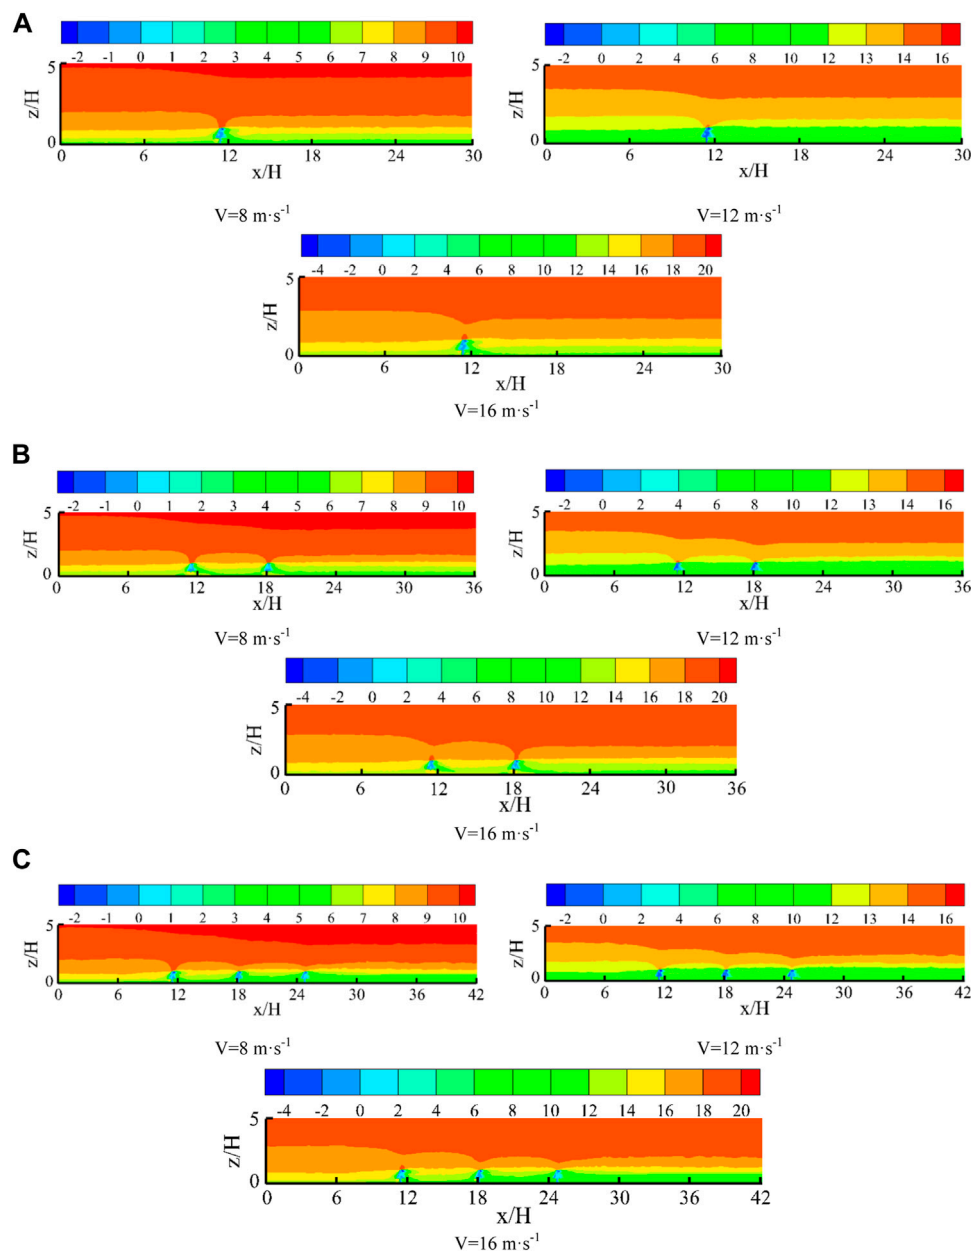 A
-2 -1 0 1 2 3 4 5 6 7 8 9 10
-2 0 4 6 8 10 12 13 14 16
5
z/H
0
0 6 12 18 24 30
x/H
V=8 m·s-1
5
z/H
0
0 6 12 18 24 30
x/H
V=12 m·s-1
-4 -2 0 2 4 6 8 10 12 14 16 18 20
5
z/H
0
0 6 12 18 24 30
x/H
V=16 m·s-1
B
-2 -1 0 1 2 3 4 5 6 7 8 9 10
-2 0 4 6 8 10 12 13 14 16
5
z/H
0
0 6 12 18 24 30 36
x/H
V=8 m·s-1
5
z/H
0
0 6 12 18 24 30 36
x/H
V=12 m·s-1
-4 -2 0 2 4 6 8 10 12 14 16 18 20
5
z/H
0
0 6 12 18 24 30 36
x/H
V=16 m·s-1
C
-2 -1 0 1 2 3 4 5 6 7 8 9 10
-2 0 2 4 6 10 12 13 14 16
5
z/H
0
0 6 12 18 24 30 36 42
x/H
V=8 m·s-1
5
z/H
0
0 6 12 18 24 30 36 42
x/H
V=12 m·s-1
-4 -2 0 2 4 6 8 10 12 14 16 18 20
5
z/H
0
0 6 12 18 24 30 36 42
x/H
V=16 m·s-1